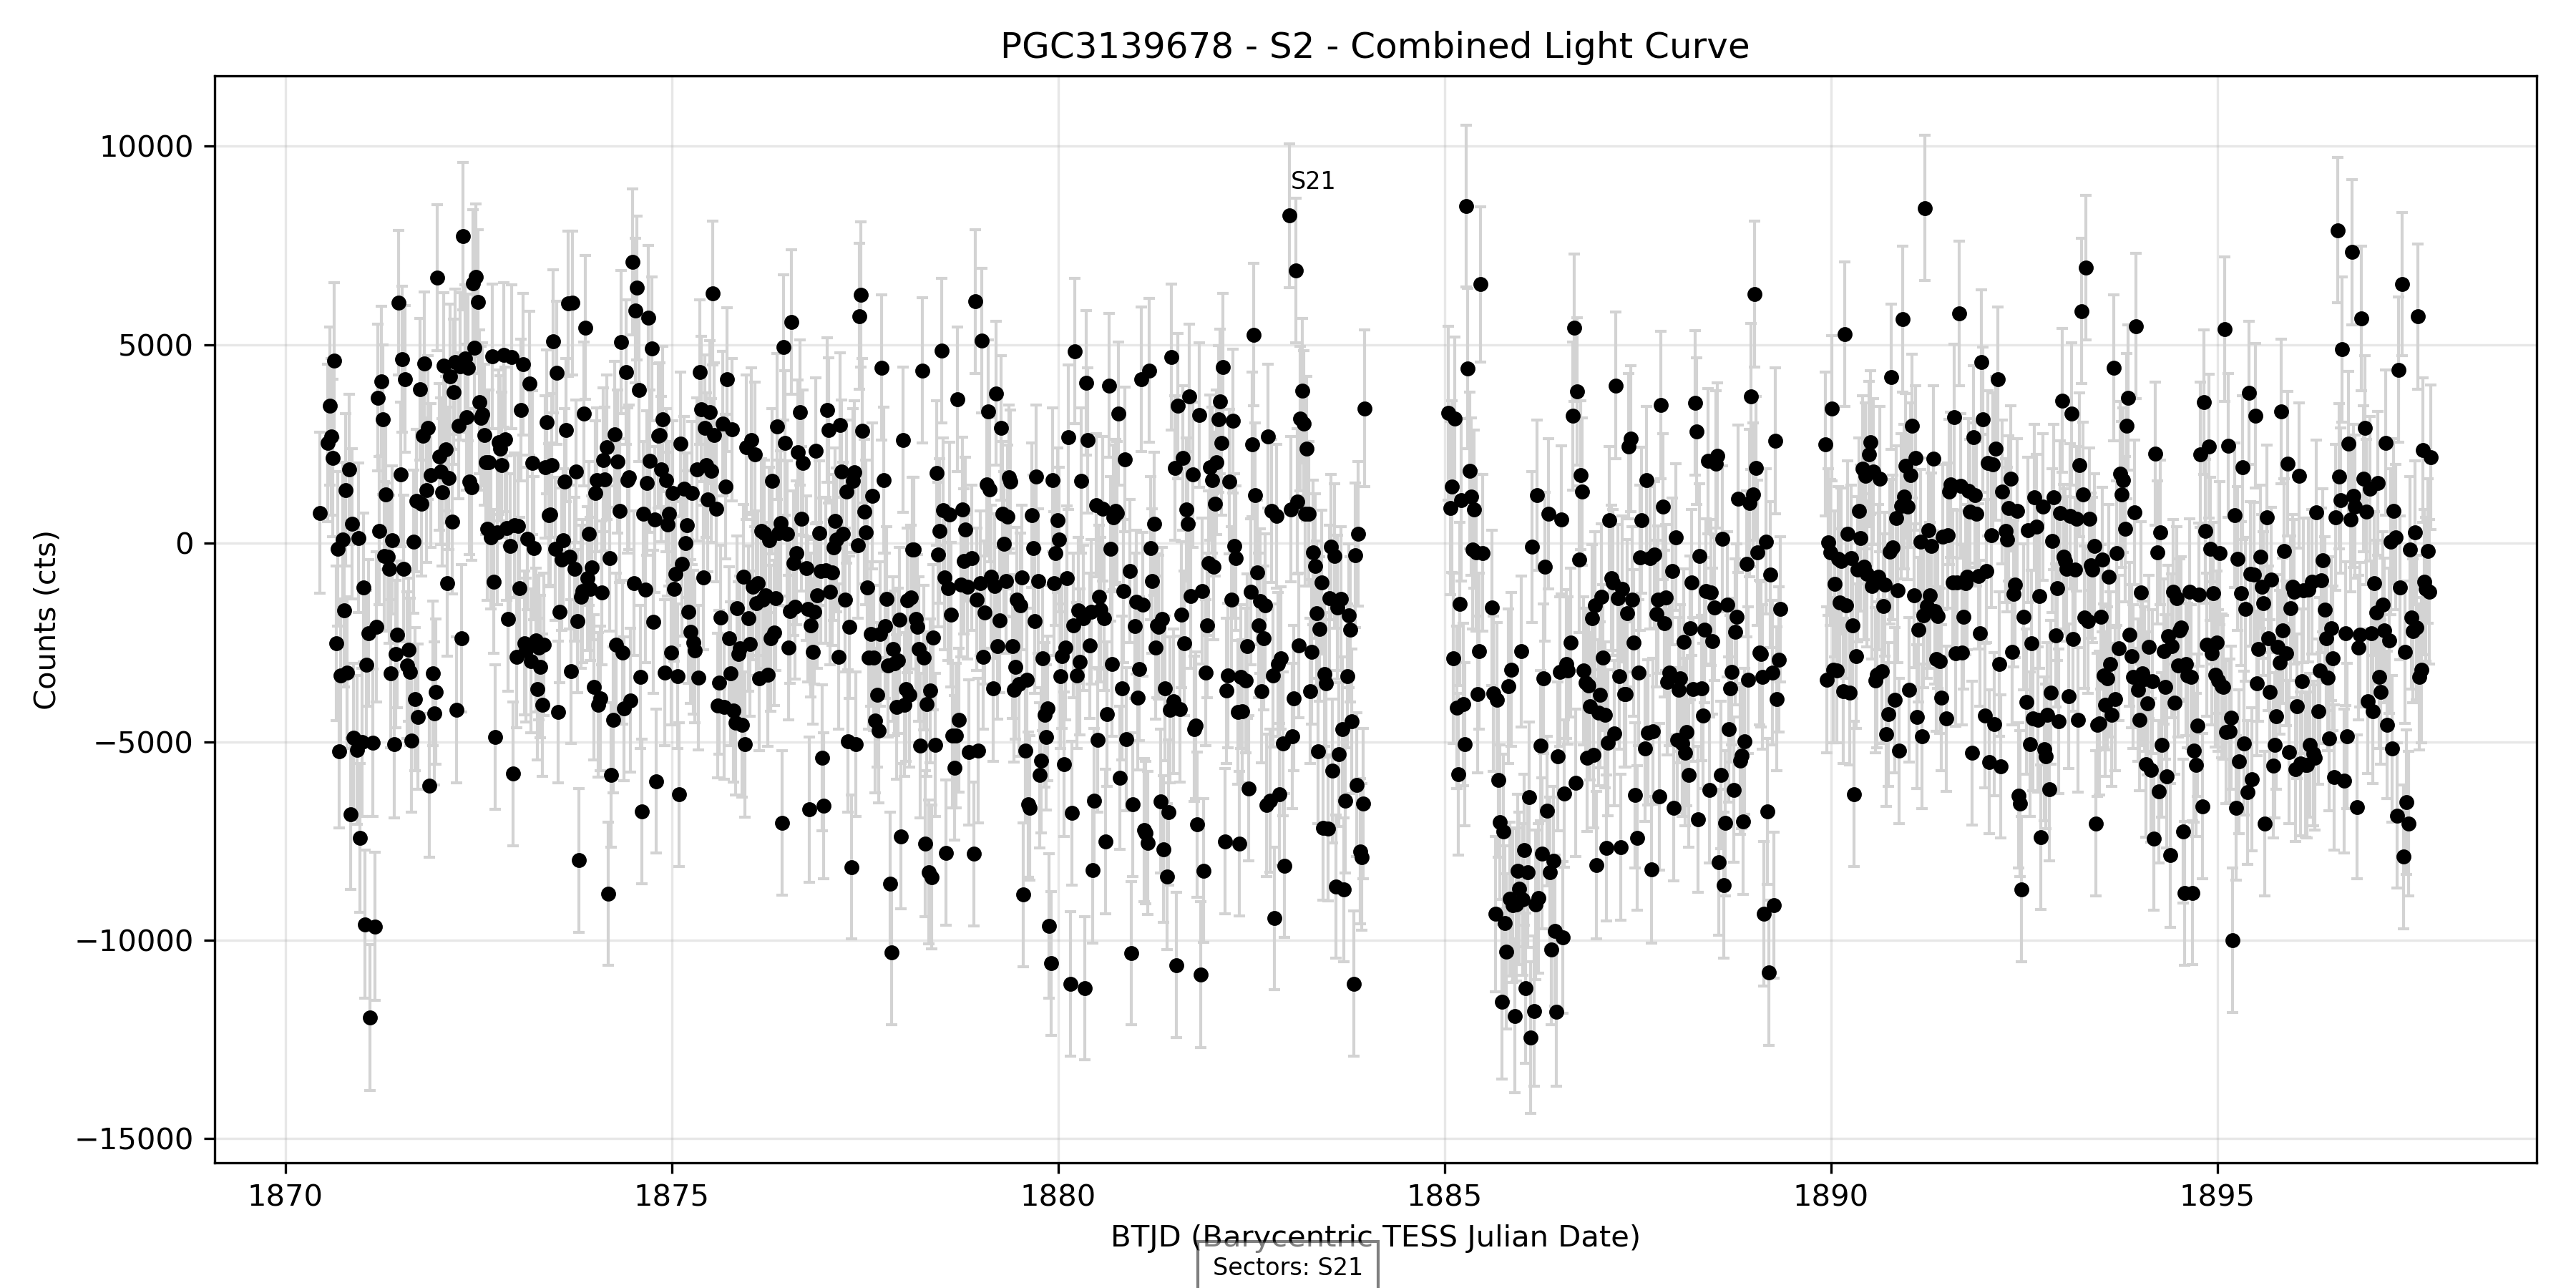 PGC3139678 - S2 - Combined Light Curve
10000
5000
0
−5000
−10000
−15000
Counts (cts)
S21
1870 1875 1880 1885 1890 1895
BTJD (Barycentric TESS Julian Date)
Sectors: S21